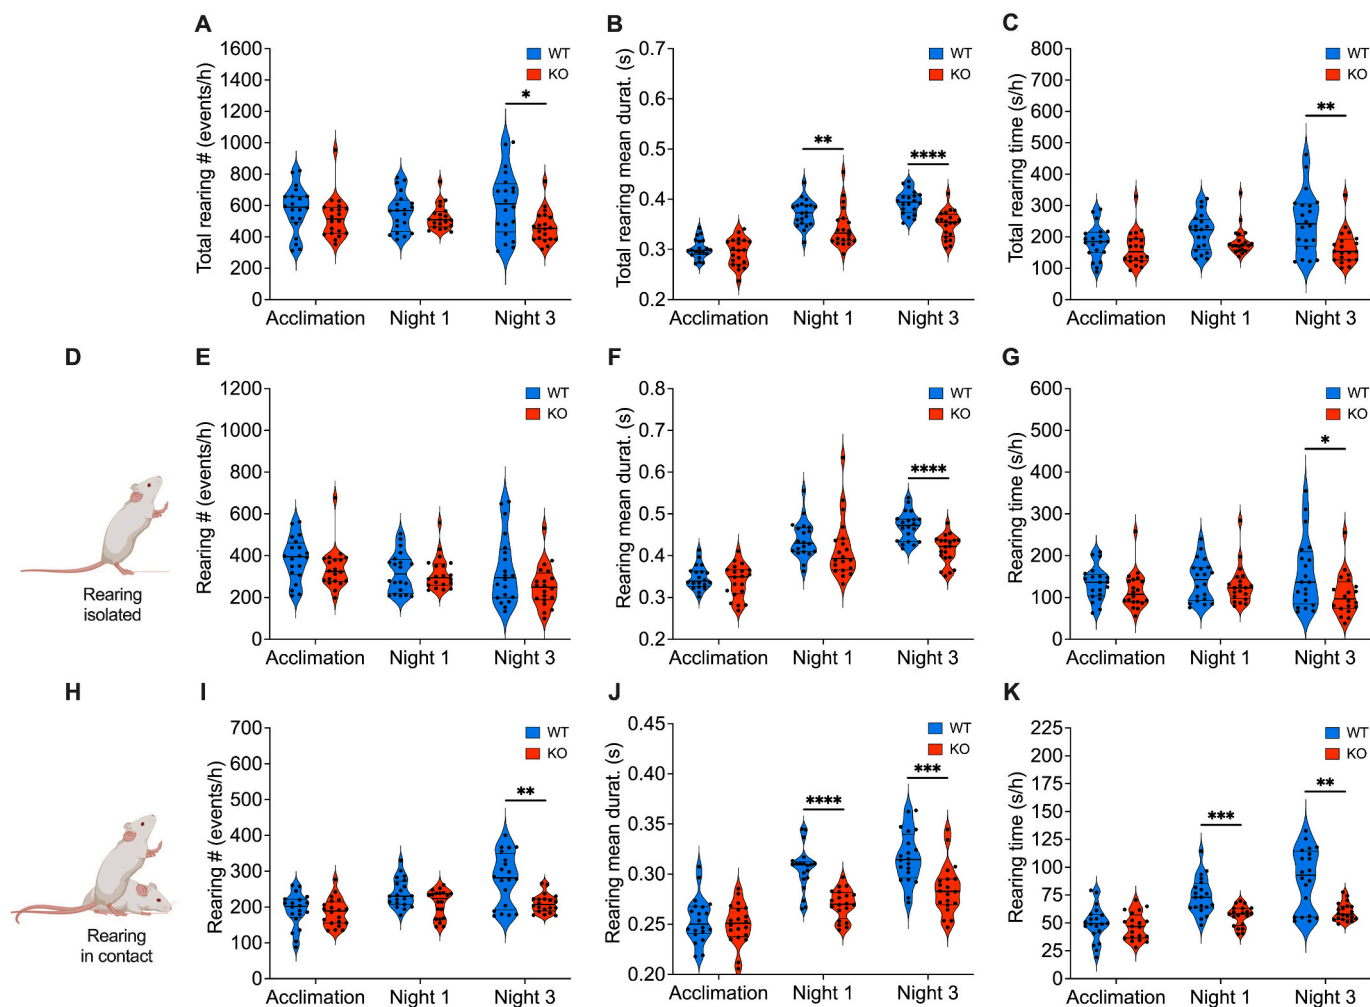 A
Total rearing # (events/h)
1600
1400
1200
1000
800
600
400
200
0
WT
KO
*
Acclimation Night 1 Night 3
B
Total rearing mean durat. (s)
0.7
0.6
0.5
0.4
0.3
0.2
WT
KO
**
****
Acclimation Night 1 Night 3
C
Total rearing time (s/h)
800
700
600
500
400
300
200
100
0
WT
KO
**
Acclimation Night 1 Night 3
D
Rearing
isolated
E
Rearing # (events/h)
1200
1000
800
600
400
200
0
WT
KO
Acclimation Night 1 Night 3
F
Rearing mean durat. (s)
0.8
0.7
0.6
0.5
0.4
0.3
0.2
WT
KO
****
Acclimation Night 1 Night 3
G
Rearing time (s/h)
600
500
400
300
200
100
0
WT
KO
*
Acclimation Night 1 Night 3
H
Rearing
in contact
I
Rearing # (events/h)
700
600
500
400
300
200
100
0
WT
KO
**
Acclimation Night 1 Night 3
J
Rearing mean durat. (s)
0.45
0.40
0.35
0.30
0.25
0.20
WT
KO
****
***
Acclimation Night 1 Night 3
K
Rearing time (s/h)
225
200
175
150
125
100
75
50
25
0
WT
KO
***
**
Acclimation Night 1 Night 3